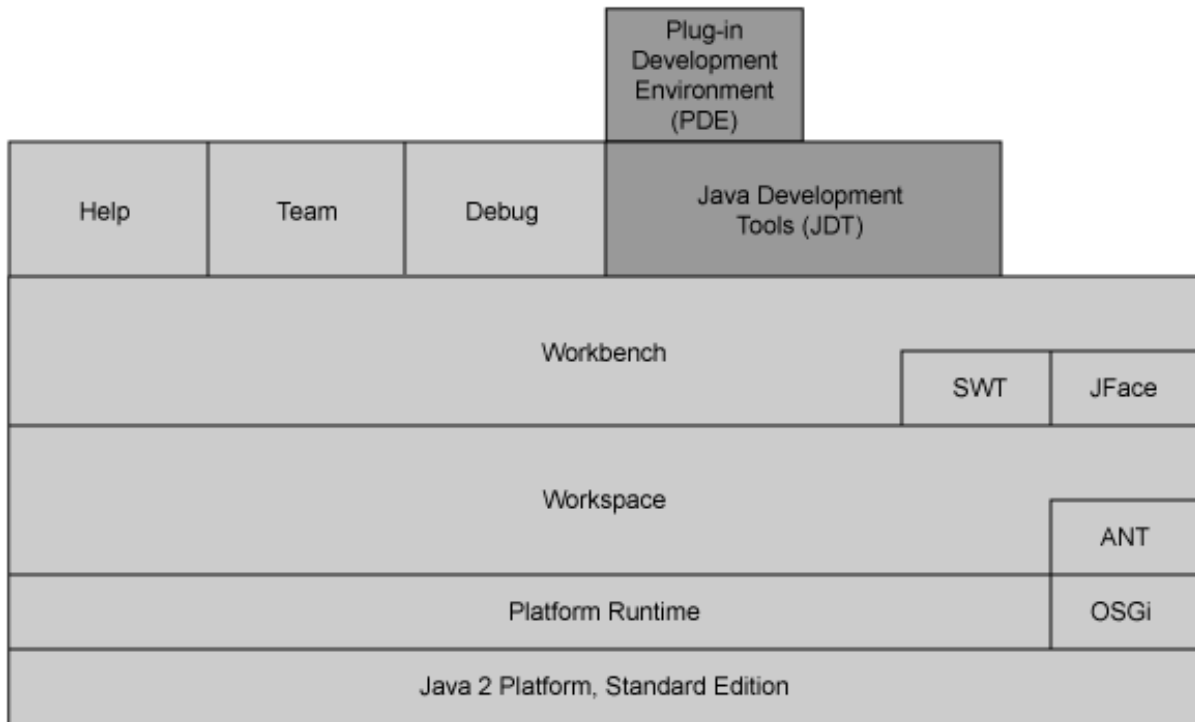 Plug-in
Development
Environment
(PDE)
Help
Team
Debug
Java Development
Tools (JDT)
Workbench
SWT
JFace
Workspace
ANT
Platform Runtime
OSGi
Java 2 Platform, Standard Edition